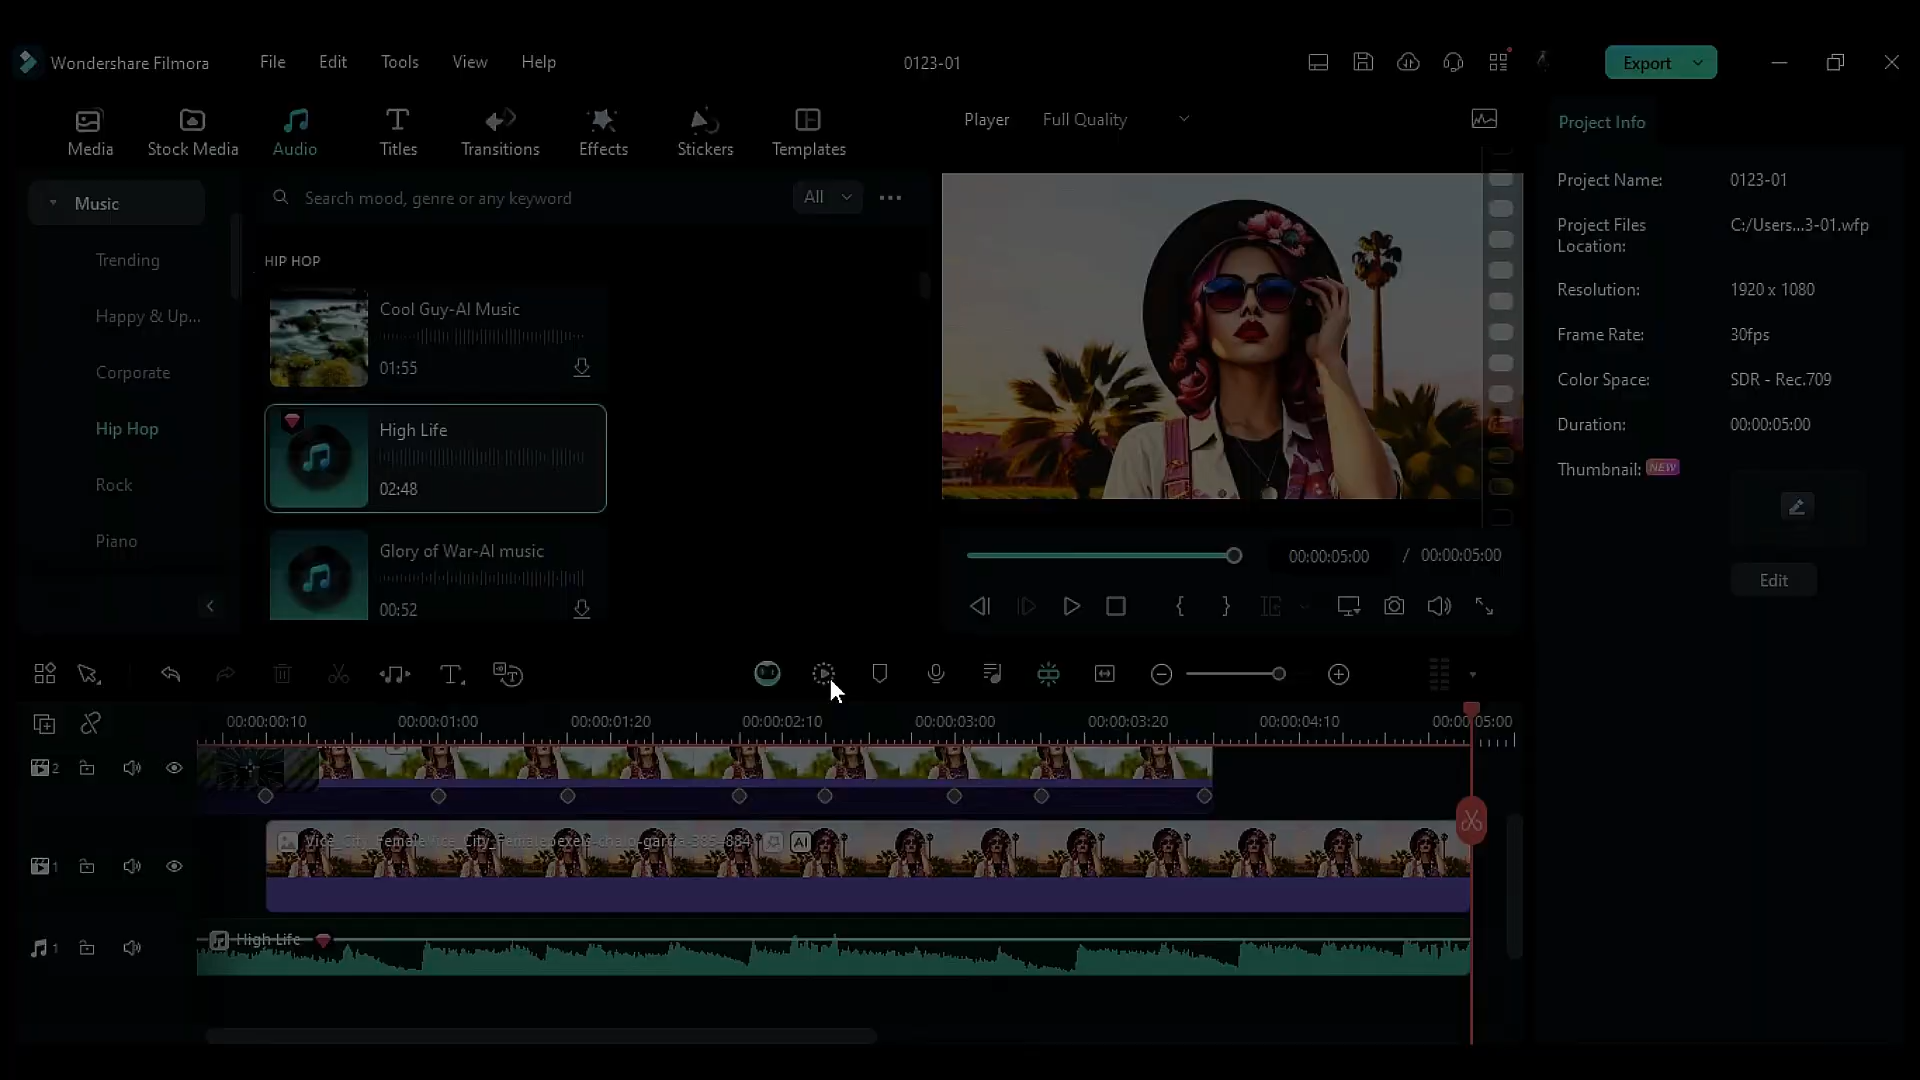 Wondershare Filmora File Edit Tools View Help 0123-01 Export
Media Stock Media Audio Titles Transitions Effects Stickers Templates
Player Full Quality
Project Info
Music
Search mood, genre or any keyword All
Trending
Happy & Up...
Corporate
Hip Hop
Rock
Piano
HIP HOP
Cool Guy-AI Music
01:55
High Life
02:48
Glory of War-AI music
00:52
00:00:05:00 / 00:00:05:00
Project Name: 0123-01
Project Files Location: C:/Users...3-01.wfp
Resolution: 1920 x 1080
Frame Rate: 30fps
Color Space: SDR - Rec.709
Duration: 00:00:05:00
Thumbnail: NEW
Edit
00:00:00:10 00:00:01:00 00:00:01:20 00:00:02:10 00:00:03:00 00:00:03:20 00:00:04:10 00:00:05:00
2
1 AI
1 High Life